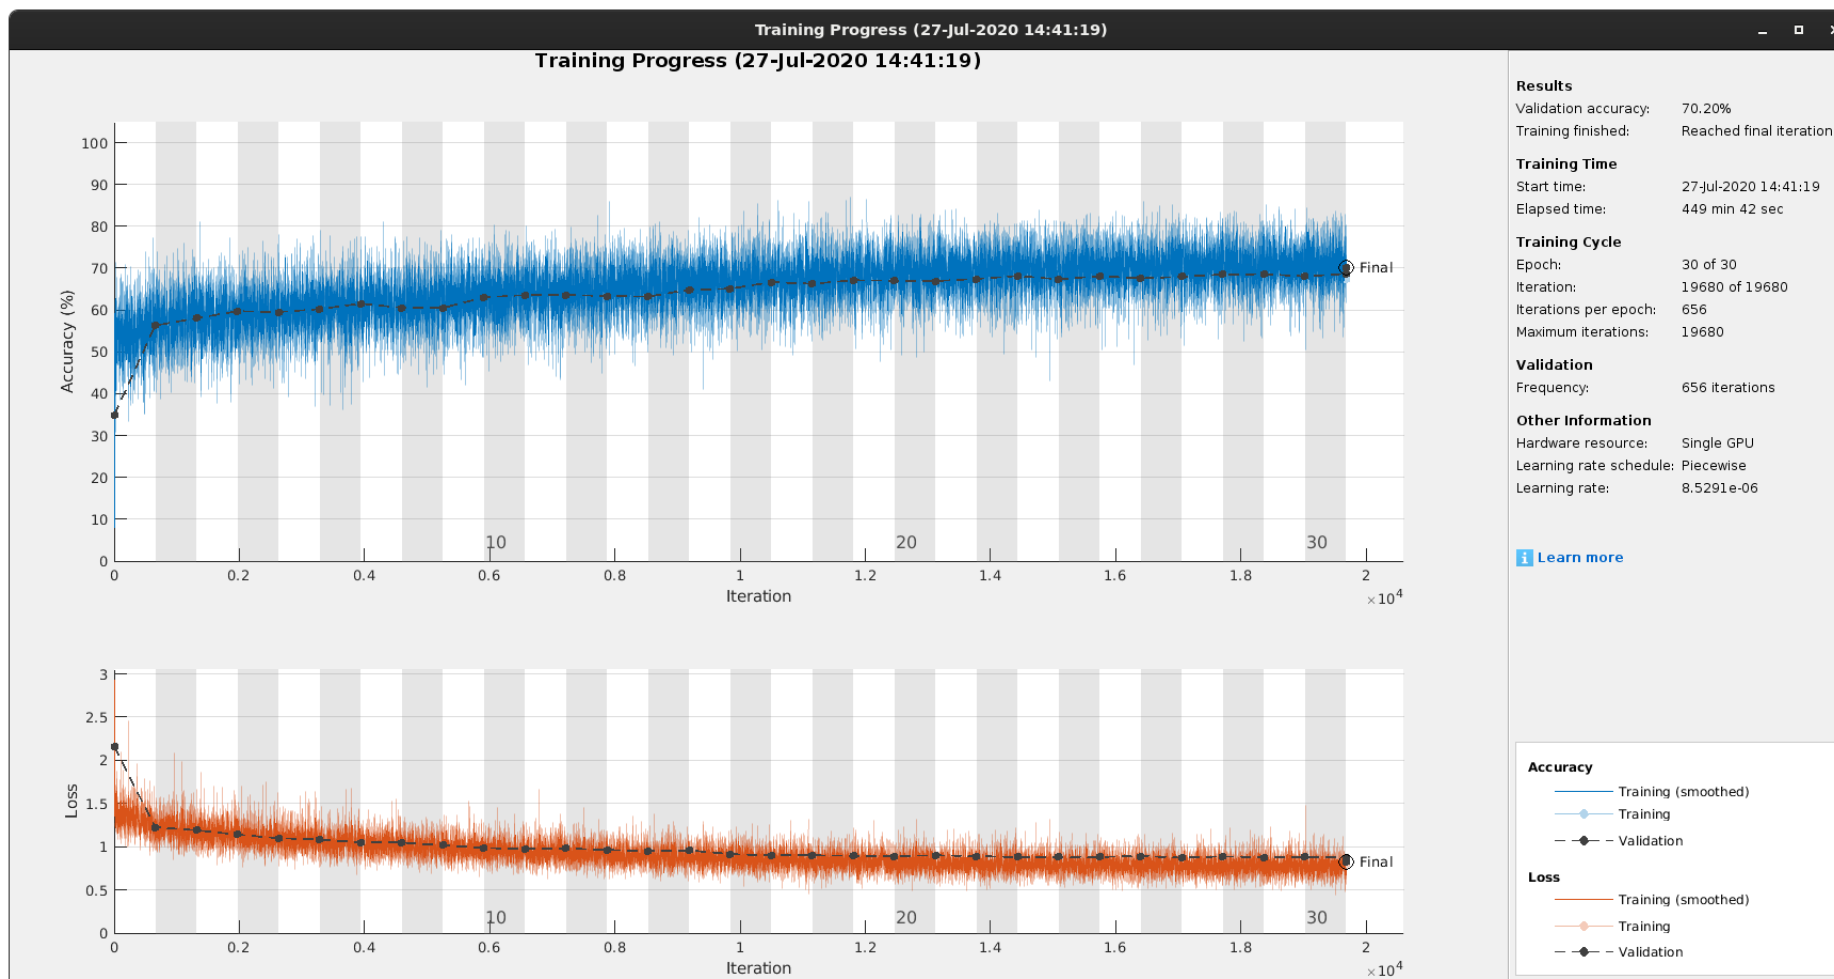 Training Progress (27-Jul-2020 14:41:19)
Training Progress (27-Jul-2020 14:41:19)
100
90
80
70
60
50
40
30
20
10
0
Accuracy (%)
Final
10
20
30
0
0.2
0.4
0.6
0.8
1
1.2
1.4
1.6
1.8
2
×10⁴
Iteration
3
2.5
2
1.5
1
0.5
0
Loss
Final
10
20
30
0
0.2
0.4
0.6
0.8
1
1.2
1.4
1.6
1.8
2
×10⁴
Iteration
Results
Validation accuracy: 70.20%
Training finished: Reached final iteration
Training Time
Start time: 27-Jul-2020 14:41:19
Elapsed time: 449 min 42 sec
Training Cycle
Epoch: 30 of 30
Iteration: 19680 of 19680
Iterations per epoch: 656
Maximum iterations: 19680
Validation
Frequency: 656 iterations
Other Information
Hardware resource: Single GPU
Learning rate schedule: Piecewise
Learning rate: 8.5291e-06
i Learn more
Accuracy
Training (smoothed)
Training
Validation
Loss
Training (smoothed)
Training
Validation